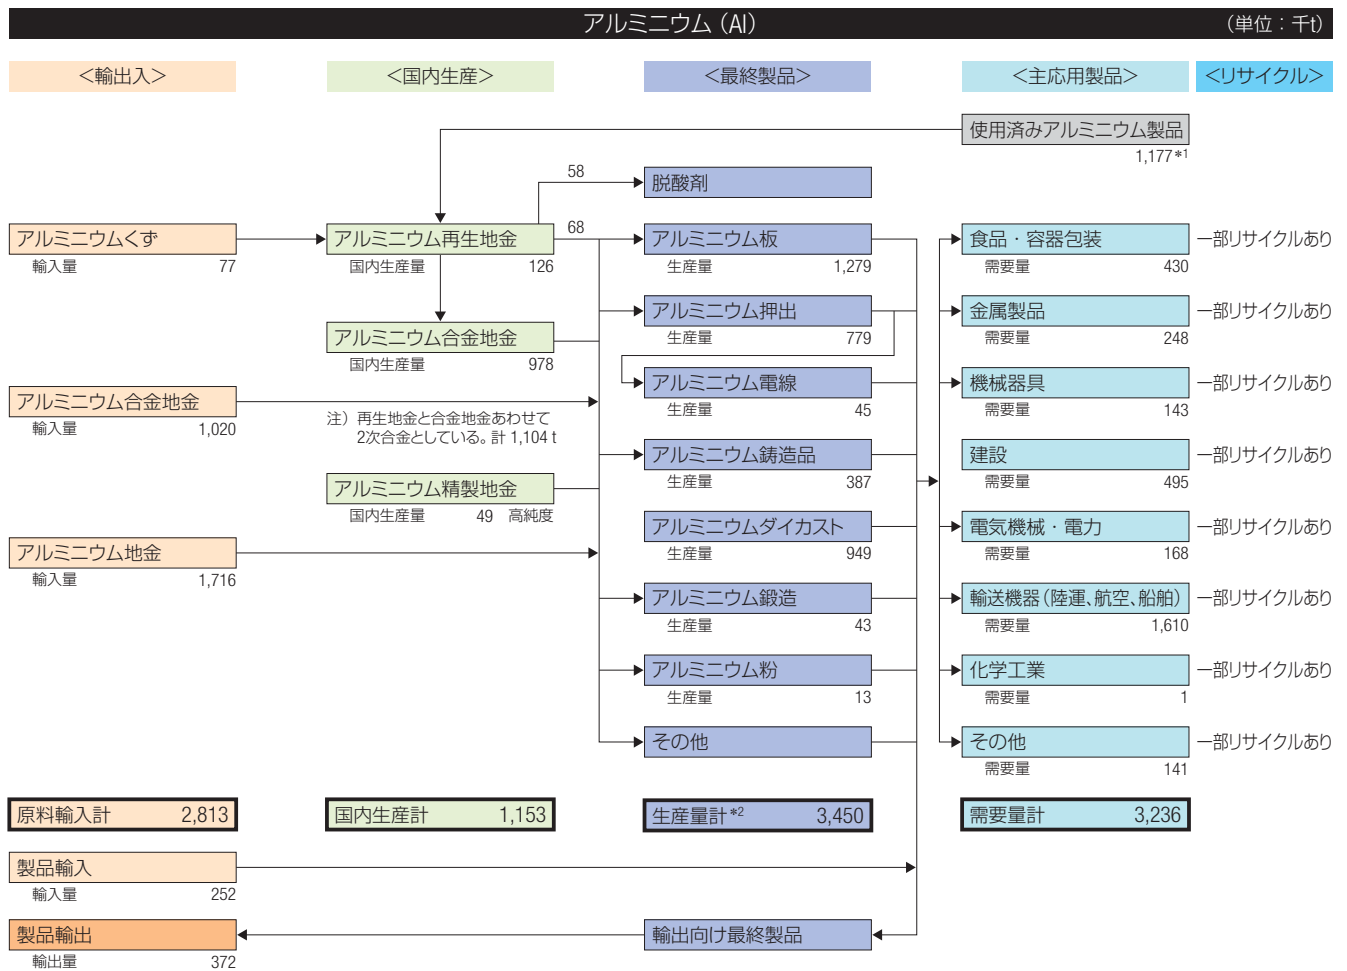 アルミニウム（Al）
（単位：千t）
＜輸出入＞
＜国内生産＞
＜最終製品＞
＜主応用製品＞
＜リサイクル＞
使用済みアルミニウム製品
1,177*1
58
脱酸剤
アルミニウムくず
輸入量 77
アルミニウム再生地金
国内生産量 126
68
アルミニウム板
生産量 1,279
食品・容器包装
需要量 430
一部リサイクルあり
アルミニウム押出
生産量 779
金属製品
需要量 248
一部リサイクルあり
アルミニウム合金地金
国内生産量 978
アルミニウム電線
生産量 45
機械器具
需要量 143
一部リサイクルあり
アルミニウム合金地金
輸入量 1,020
注）再生地金と合金地金あわせて
2次合金としている。計 1,104 t
アルミニウム鋳造品
生産量 387
建設
需要量 495
一部リサイクルあり
アルミニウム精製地金
国内生産量 49 高純度
アルミニウムダイカスト
生産量 949
電気機械・電力
需要量 168
一部リサイクルあり
アルミニウム地金
輸入量 1,716
アルミニウム鍛造
生産量 43
輸送機器（陸運、航空、船舶）
需要量 1,610
一部リサイクルあり
アルミニウム粉
生産量 13
化学工業
需要量 1
一部リサイクルあり
その他
その他
需要量 141
一部リサイクルあり
原料輸入計 2,813
国内生産計 1,153
生産量計*2 3,450
需要量計 3,236
製品輸入
輸入量 252
製品輸出
輸出量 372
輸出向け最終製品